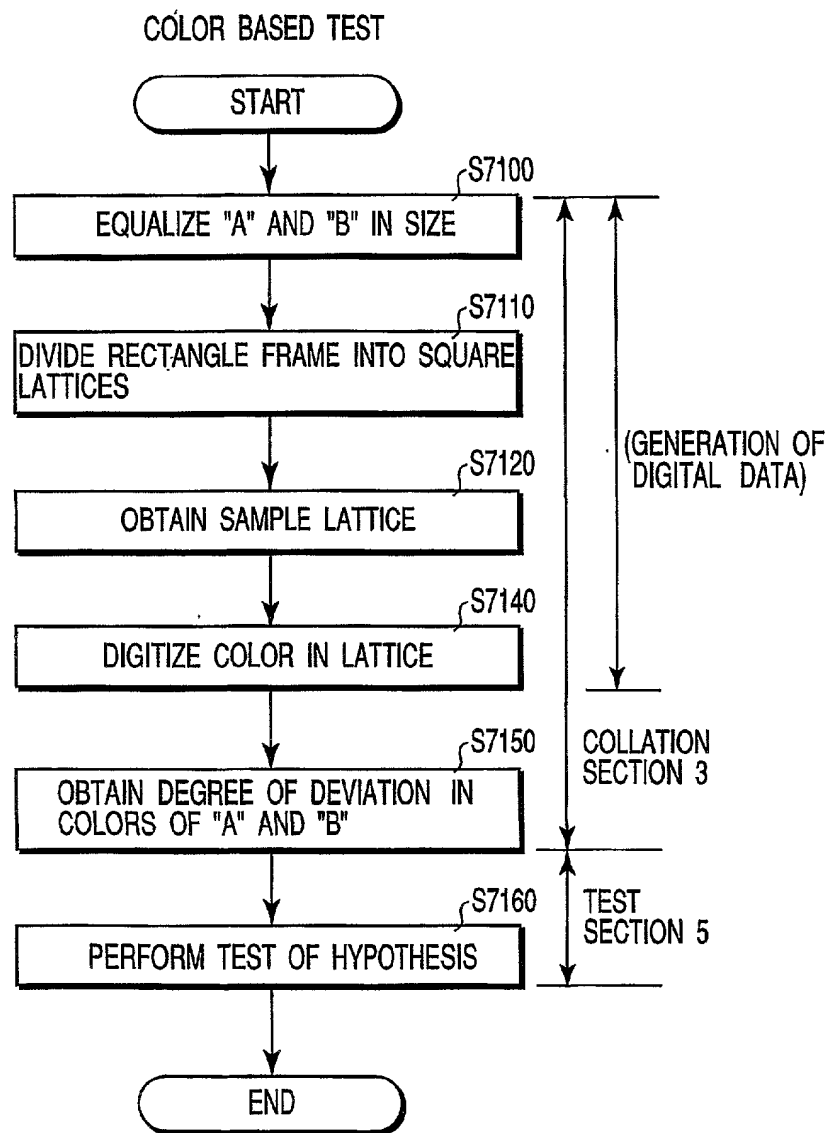 COLOR BASED TEST
START
S7100
EQUALIZE "A" AND "B" IN SIZE
S7110
DIVIDE RECTANGLE FRAME INTO SQUARE
LATTICES
S7120
OBTAIN SAMPLE LATTICE
(GENERATION OF
DIGITAL DATA)
S7140
DIGITIZE COLOR IN LATTICE
S7150
OBTAIN DEGREE OF DEVIATION IN
COLORS OF "A" AND "B"
COLLATION
SECTION 3
S7160
PERFORM TEST OF HYPOTHESIS
TEST
SECTION 5
END